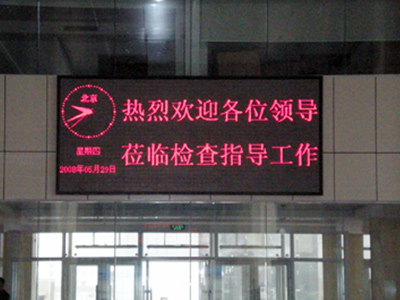 北京
热烈欢迎各位领导
星期四
莅临检查指导工作
2008年05月29日